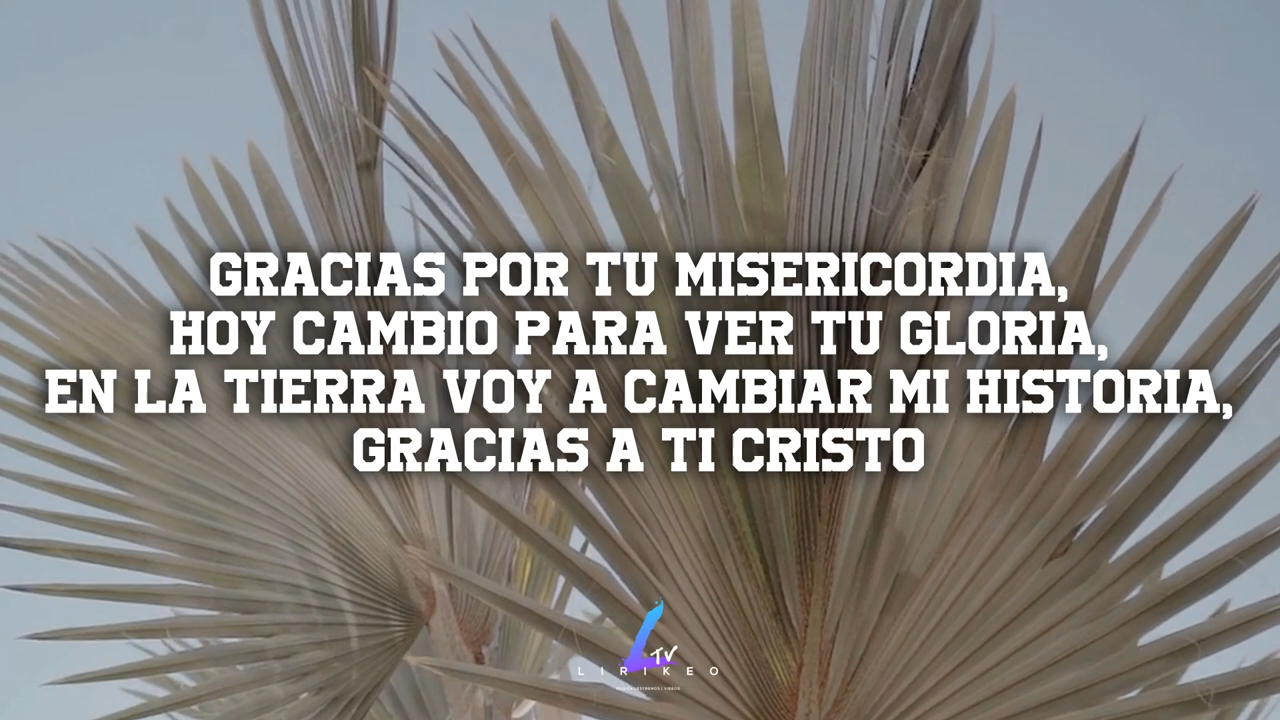 GRACIAS POR TU MISERICORDIA,
HOY CAMBIO PARA VER TU GLORIA,
EN LA TIERRA VOY A CAMBIAR MI HISTORIA,
GRACIAS A TI CRISTO
LTV
LIRIKEO